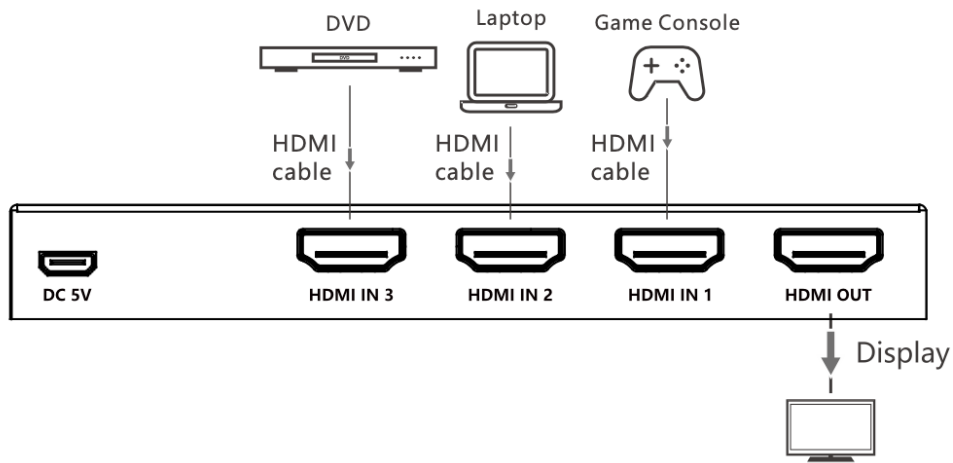 DVD
Laptop
Game Console
DVD
HDMI
cable
HDMI
cable
HDMI
cable
DC 5V
HDMI IN 3
HDMI IN 2
HDMI IN 1
HDMI OUT
Display